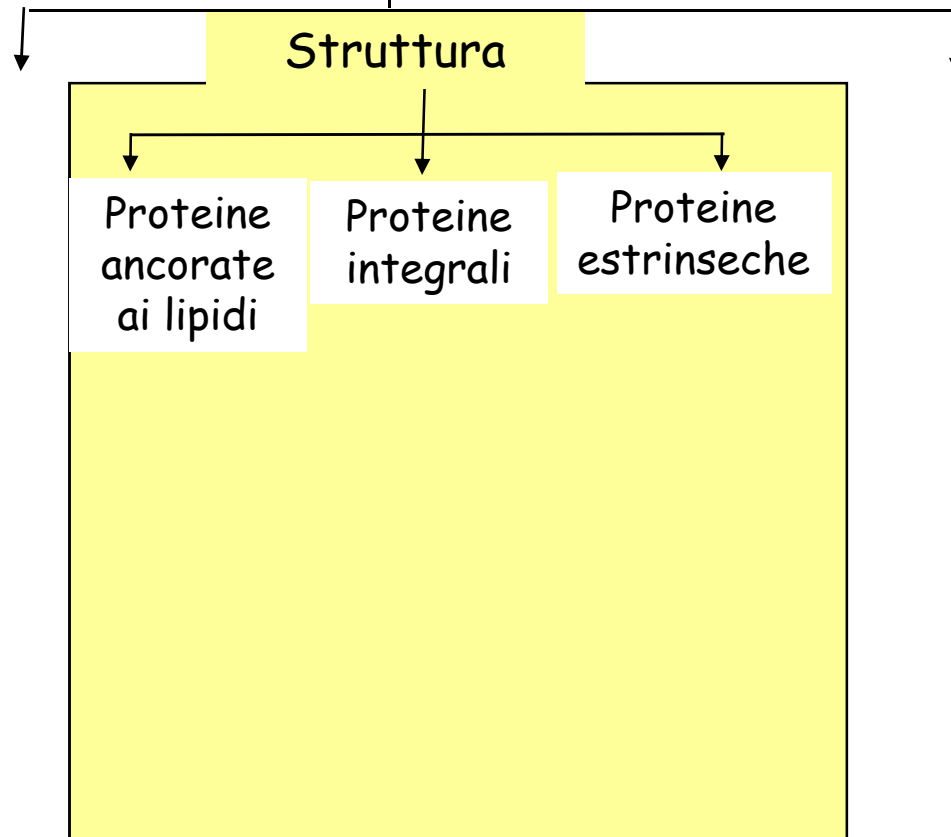 Struttura
Proteine
ancorate
ai lipidi
Proteine
integrali
Proteine
estrinseche